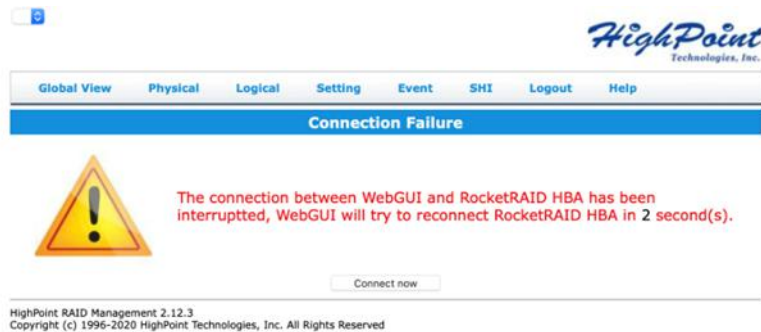 HighPoint
Technologies, Inc.
Global View Physical Logical Setting Event SHI Logout Help
Connection Failure
The connection between WebGUI and RocketRAID HBA has been
interruptted, WebGUI will try to reconnect RocketRAID HBA in 2 second(s).
Connect now
HighPoint RAID Management 2.12.3
Copyright (c) 1996-2020 HighPoint Technologies, Inc. All Rights Reserved